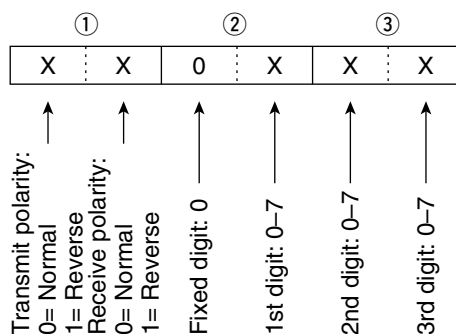 ① ② ③
X X 0 X X X
Transmit polarity:
0= Normal
1= Reverse
Receive polarity:
0= Normal
1= Reverse
Fixed digit: 0
1st digit: 0–7
2nd digit: 0–7
3rd digit: 0–7